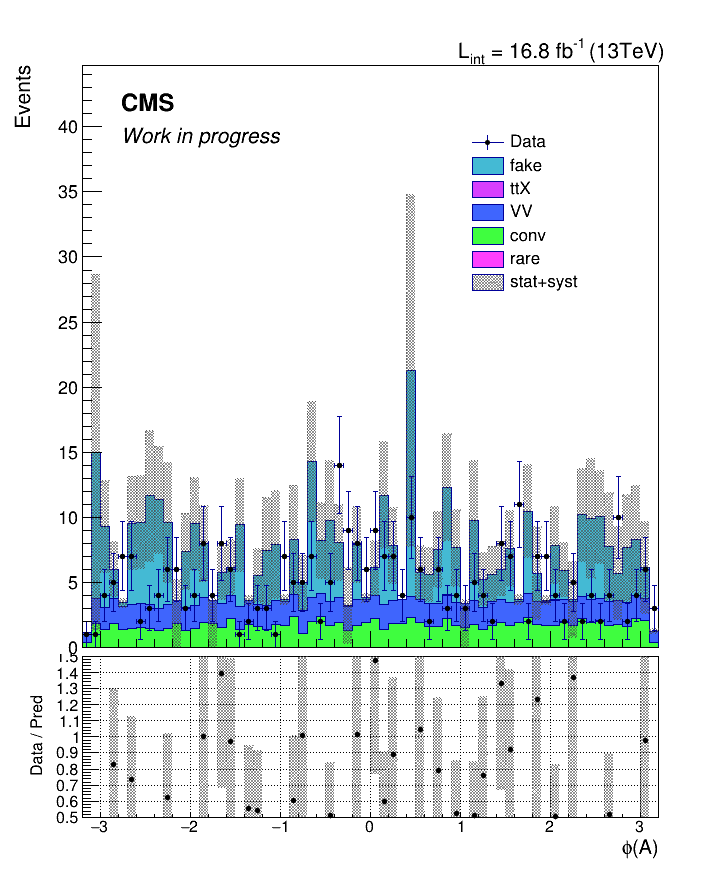 L_int = 16.8 fb^-1 (13TeV)
Events
CMS
Work in progress
Data
fake
ttX
VV
conv
rare
stat+syst
40
35
30
25
20
15
10
5
0
Data / Pred
1.5
1.4
1.3
1.2
1.1
1
0.9
0.8
0.7
0.6
0.5
−3 −2 −1 0 1 2 3
ϕ(A)